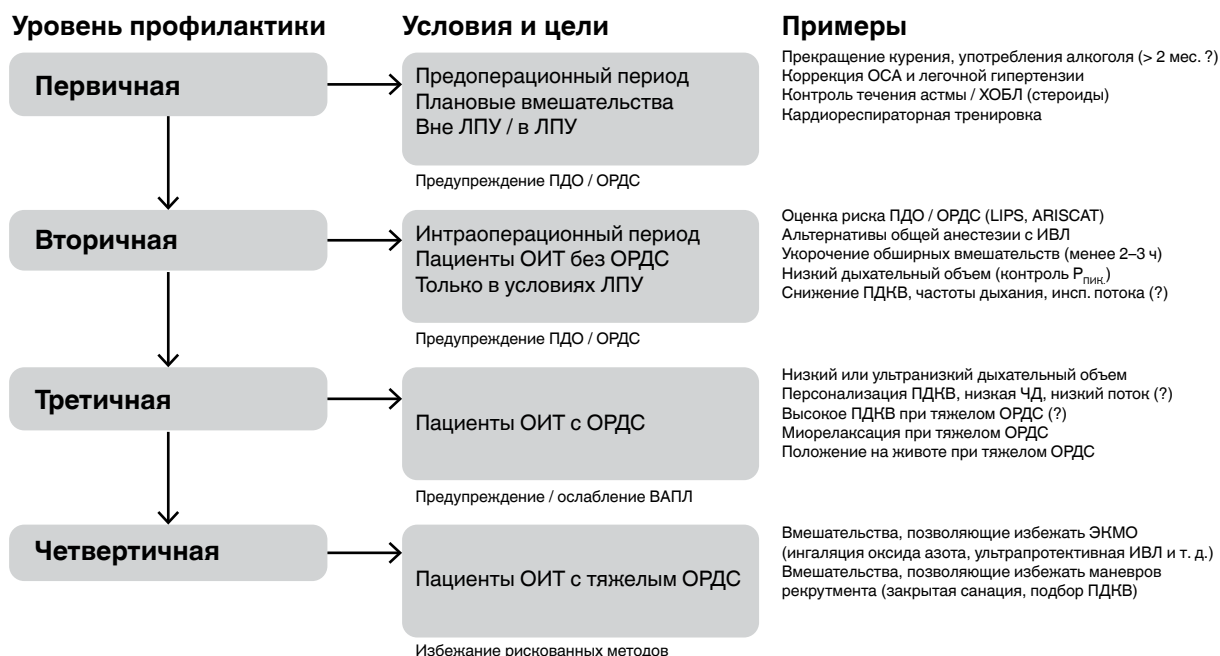 Уровень профилактики
Условия и цели
Примеры
Первичная
Предоперационный период
Плановые вмешательства
Вне ЛПУ / в ЛПУ
Предупреждение ПДО / ОРДС
Прекращение курения, употребления алкоголя (> 2 мес. ?)
Коррекция ОСА и легочной гипертензии
Контроль течения астмы / ХОБЛ (стероиды)
Кардиореспираторная тренировка
Вторичная
Интраоперационный период
Пациенты ОИТ без ОРДС
Только в условиях ЛПУ
Предупреждение ПДО / ОРДС
Оценка риска ПДО / ОРДС (LIPS, ARISCAT)
Альтернативы общей анестезии с ИВЛ
Укорочение обширных вмешательств (менее 2–3 ч)
Низкий дыхательный объем (контроль Pпик.)
Снижение ПДКВ, частоты дыхания, инсп. потока (?)
Третичная
Пациенты ОИТ с ОРДС
Предупреждение / ослабление ВАПЛ
Низкий или ультранизкий дыхательный объем
Персонализация ПДКВ, низкая ЧД, низкий поток (?)
Высокое ПДКВ при тяжелом ОРДС (?)
Миорелаксация при тяжелом ОРДС
Положение на животе при тяжелом ОРДС
Четвертичная
Пациенты ОИТ с тяжелым ОРДС
Избежание рискованных методов
Вмешательства, позволяющие избежать ЭКМО
(ингаляция оксида азота, ультрапротективная ИВЛ и т. д.)
Вмешательства, позволяющие избежать маневров
рекрутмента (закрытая санация, подбор ПДКВ)